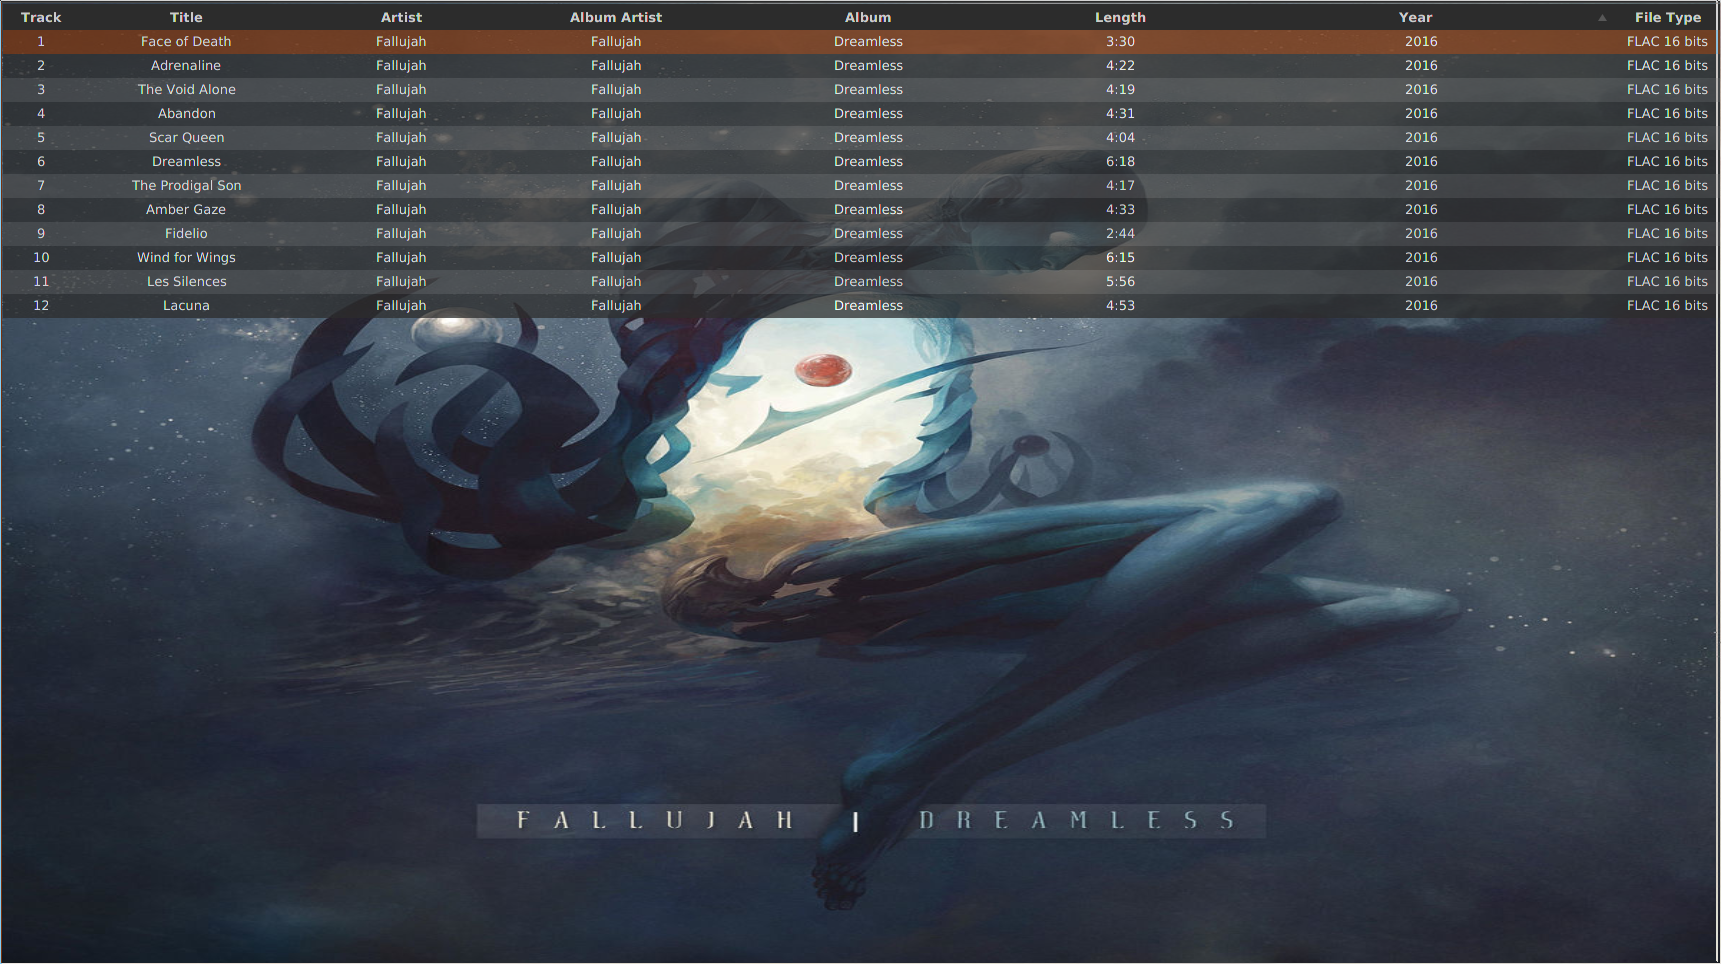 Track Title Artist Album Artist Album Length Year File Type
1 Face of Death Fallujah Fallujah Dreamless 3:30 2016 FLAC 16 bits
2 Adrenaline Fallujah Fallujah Dreamless 4:22 2016 FLAC 16 bits
3 The Void Alone Fallujah Fallujah Dreamless 4:19 2016 FLAC 16 bits
4 Abandon Fallujah Fallujah Dreamless 4:31 2016 FLAC 16 bits
5 Scar Queen Fallujah Fallujah Dreamless 4:04 2016 FLAC 16 bits
6 Dreamless Fallujah Fallujah Dreamless 6:18 2016 FLAC 16 bits
7 The Prodigal Son Fallujah Fallujah Dreamless 4:17 2016 FLAC 16 bits
8 Amber Gaze Fallujah Fallujah Dreamless 4:33 2016 FLAC 16 bits
9 Fidelio Fallujah Fallujah Dreamless 2:44 2016 FLAC 16 bits
10 Wind for Wings Fallujah Fallujah Dreamless 6:15 2016 FLAC 16 bits
11 Les Silences Fallujah Fallujah Dreamless 5:56 2016 FLAC 16 bits
12 Lacuna Fallujah Fallujah Dreamless 4:53 2016 FLAC 16 bits
FALLUJAH | DREAMLESS